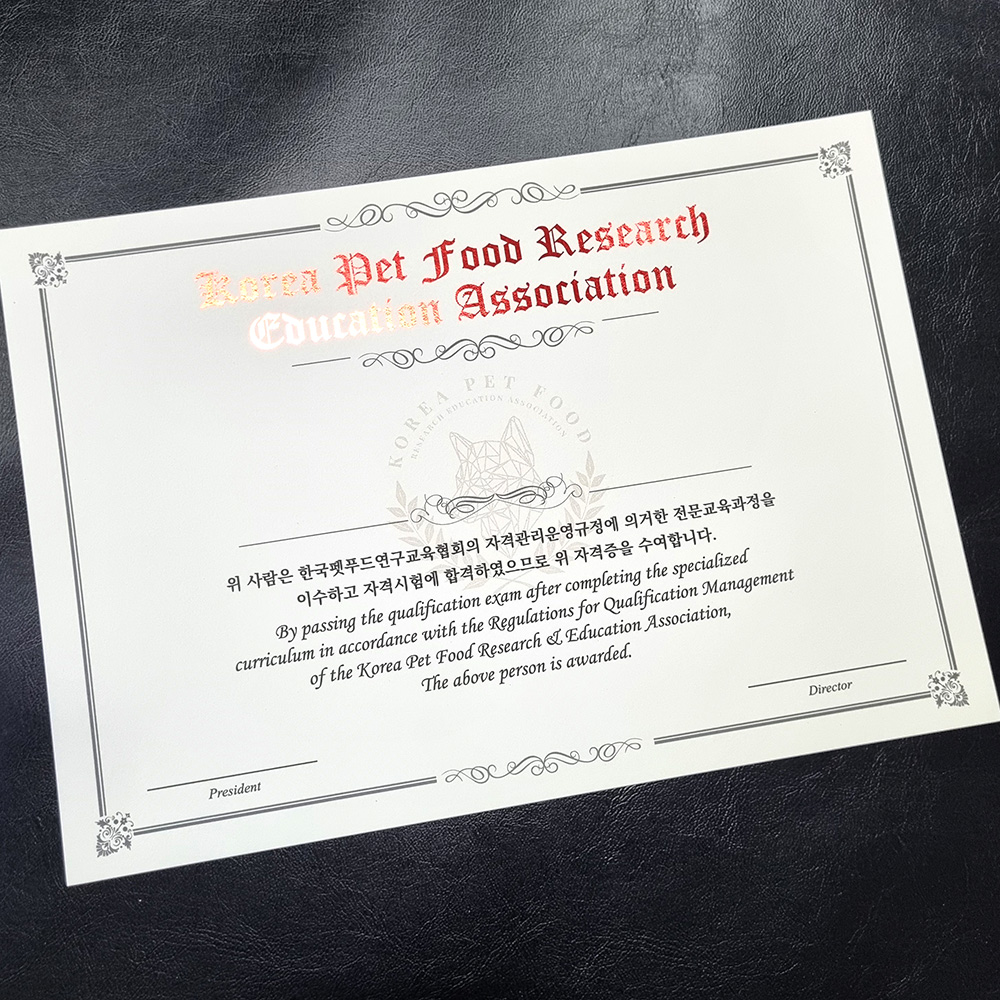 Korea Pet Food Research
Education Association
KOREA PET FOOD
RESEARCH EDUCATION ASSOCIATION
위 사람은 한국펫푸드연구교육협회의 자격관리운영규정에 의거한 전문교육과정을
이수하고 자격시험에 합격하였으므로 위 자격증을 수여합니다.
By passing the qualification exam after completing the specialized
curriculum in accordance with the Regulations for Qualification Management
of the Korea Pet Food Research & Education Association,
The above person is awarded.
Director
President